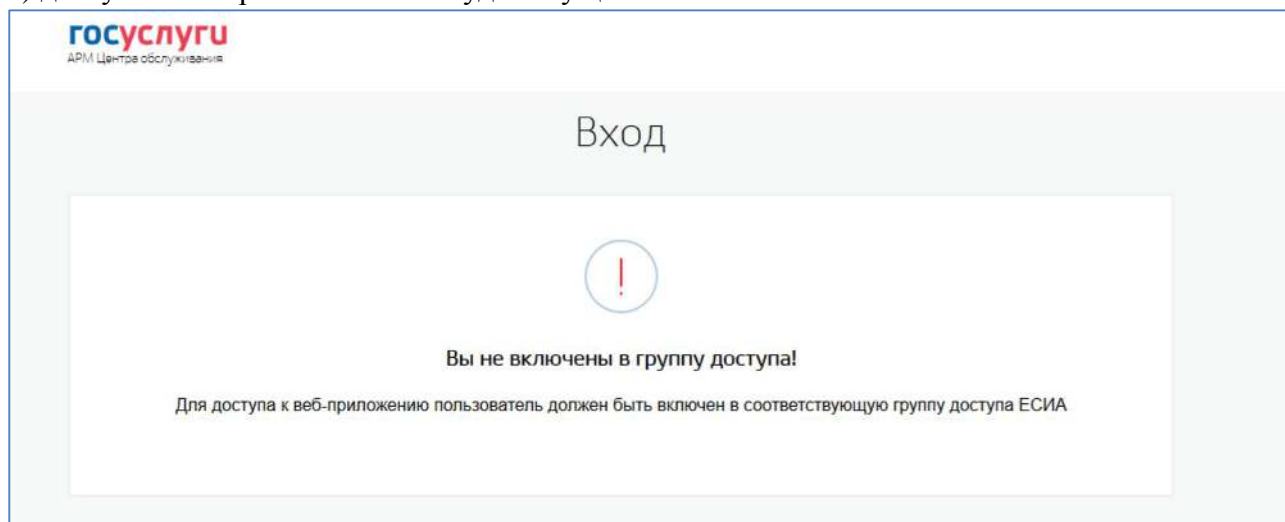 госуслуги
АРМ Центра обслуживания
Вход
!
Вы не включены в группу доступа!
Для доступа к веб-приложению пользователь должен быть включен в соответствующую группу доступа ЕСИА